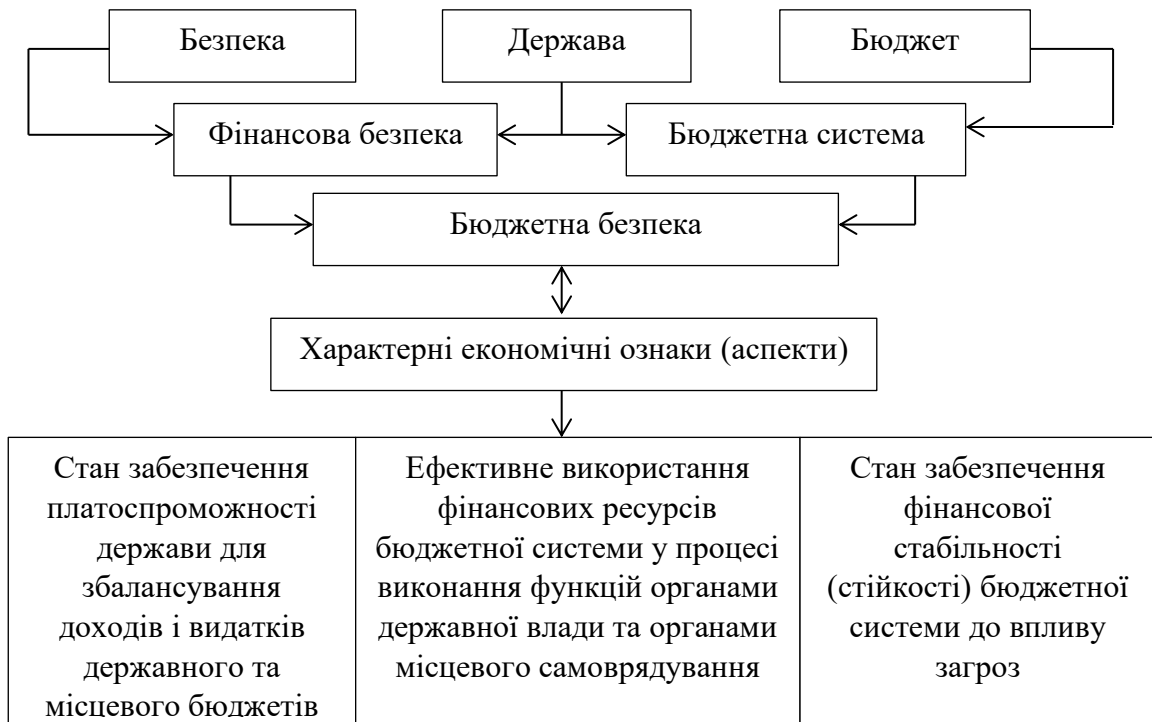 Безпека
Держава
Бюджет
Фінансова безпека
Бюджетна система
Бюджетна безпека
Характерні економічні ознаки (аспекти)
Стан забезпечення
платоспроможності
держави для
збалансування
доходів і видатків
державного та
місцевого бюджетів
Ефективне використання
фінансових ресурсів
бюджетної системи у процесі
виконання функцій органами
державної влади та органами
місцевого самоврядування
Стан забезпечення
фінансової
стабільності
(стійкості) бюджетної
системи до впливу
загроз